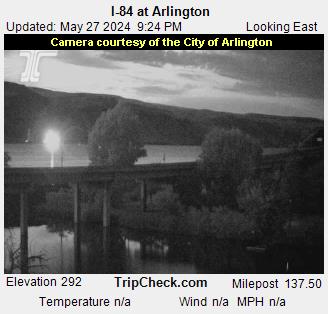 I-84 at Arlington
Updated: May 27 2024 9:24 PM Looking East
Camera courtesy of the City of Arlington
Elevation 292 TripCheck.com Milepost 137.50
Temperature n/a Wind n/a MPH n/a